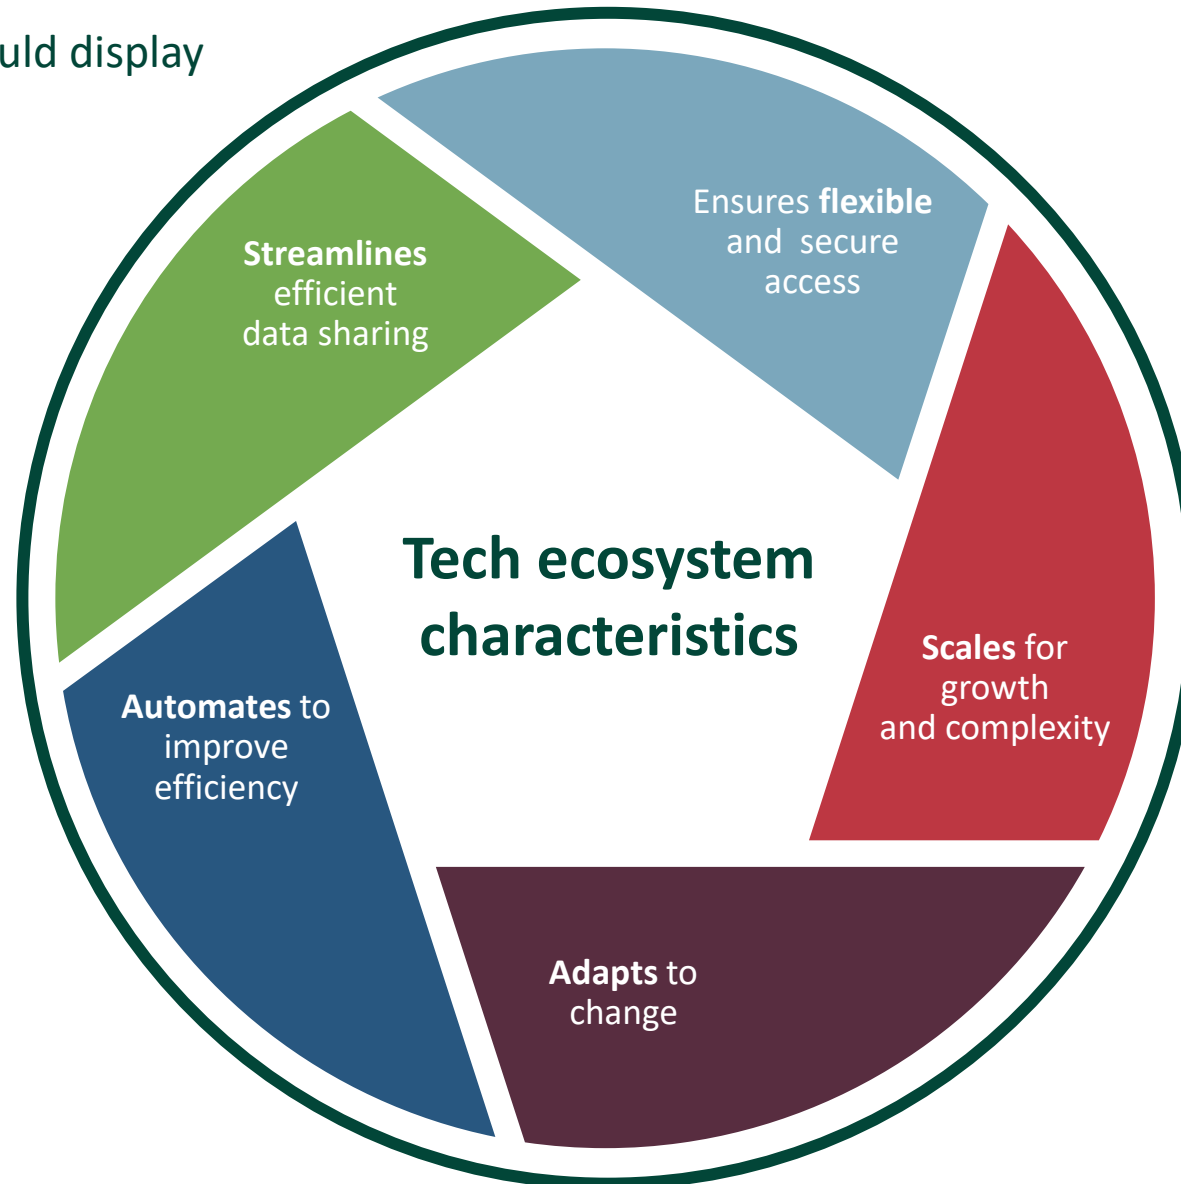 uld display
Ensures flexible
and  secure
access
Streamlines
efficient
data sharing
Tech ecosystem
characteristics
Scales for
growth
and complexity
Automates to
improve
efficiency
Adapts to
change